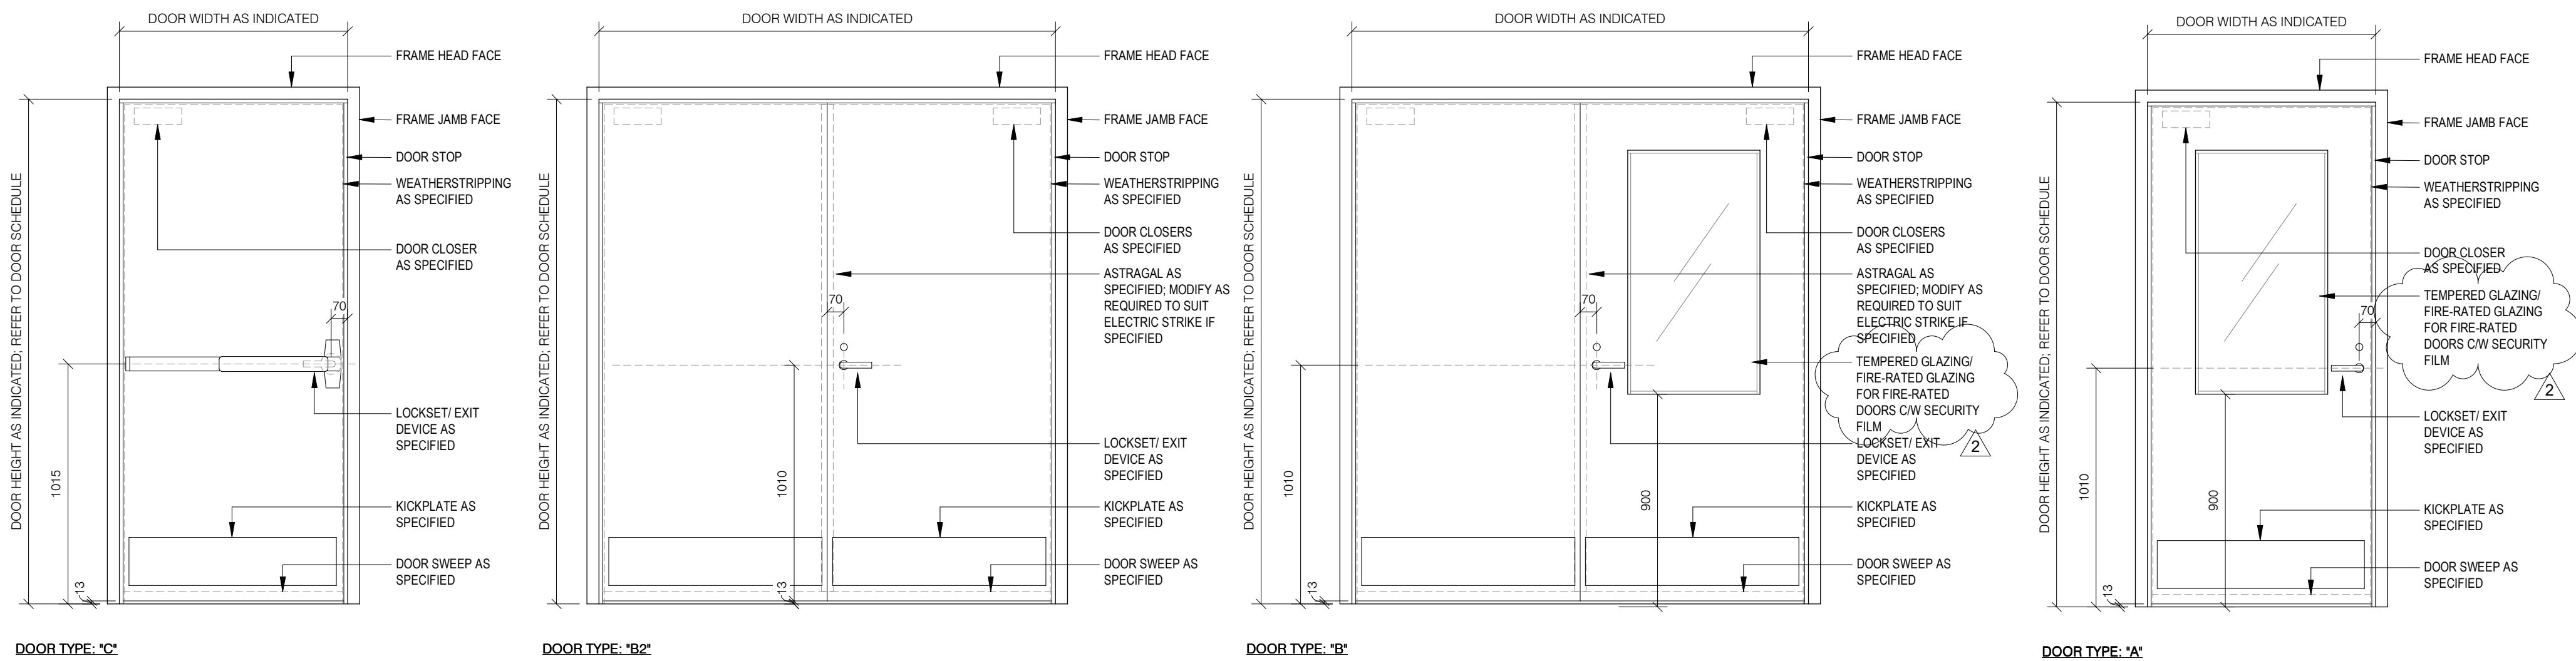 DOOR WIDTH AS INDICATED
FRAME HEAD FACE
FRAME JAMB FACE
DOOR STOP
WEATHERSTRIPPING
AS SPECIFIED
DOOR CLOSER
AS SPECIFIED
70
LOCKSET/ EXIT
DEVICE AS
SPECIFIED
KICKPLATE AS
SPECIFIED
DOOR SWEEP AS
SPECIFIED
DOOR HEIGHT AS INDICATED; REFER TO DOOR SCHEDULE
1015
13
DOOR TYPE: "C"
DOOR WIDTH AS INDICATED
FRAME HEAD FACE
FRAME JAMB FACE
DOOR STOP
WEATHERSTRIPPING
AS SPECIFIED
DOOR CLOSERS
AS SPECIFIED
ASTRAGAL AS
SPECIFIED; MODIFY AS
REQUIRED TO SUIT
ELECTRIC STRIKE IF
SPECIFIED
70
LOCKSET/ EXIT
DEVICE AS
SPECIFIED
KICKPLATE AS
SPECIFIED
DOOR SWEEP AS
SPECIFIED
DOOR HEIGHT AS INDICATED; REFER TO DOOR SCHEDULE
1010
13
DOOR TYPE: "B2"
DOOR WIDTH AS INDICATED
FRAME HEAD FACE
FRAME JAMB FACE
DOOR STOP
WEATHERSTRIPPING
AS SPECIFIED
DOOR CLOSERS
AS SPECIFIED
ASTRAGAL AS
SPECIFIED; MODIFY AS
REQUIRED TO SUIT
ELECTRIC STRIKE IF
SPECIFIED
70
TEMPERED GLAZING/
FIRE-RATED GLAZING
FOR FIRE-RATED
DOORS C/W SECURITY
FILM
2
LOCKSET/ EXIT
DEVICE AS
SPECIFIED
KICKPLATE AS
SPECIFIED
DOOR SWEEP AS
SPECIFIED
DOOR HEIGHT AS INDICATED; REFER TO DOOR SCHEDULE
1010
900
13
DOOR TYPE: "B"
DOOR WIDTH AS INDICATED
FRAME HEAD FACE
FRAME JAMB FACE
DOOR STOP
WEATHERSTRIPPING
AS SPECIFIED
DOOR CLOSER
AS SPECIFIED
TEMPERED GLAZING/
FIRE-RATED GLAZING
FOR FIRE-RATED
DOORS C/W SECURITY
FILM
70
2
LOCKSET/ EXIT
DEVICE AS
SPECIFIED
KICKPLATE AS
SPECIFIED
DOOR SWEEP AS
SPECIFIED
DOOR HEIGHT AS INDICATED; REFER TO DOOR SCHEDULE
1010
900
13
DOOR TYPE: "A"